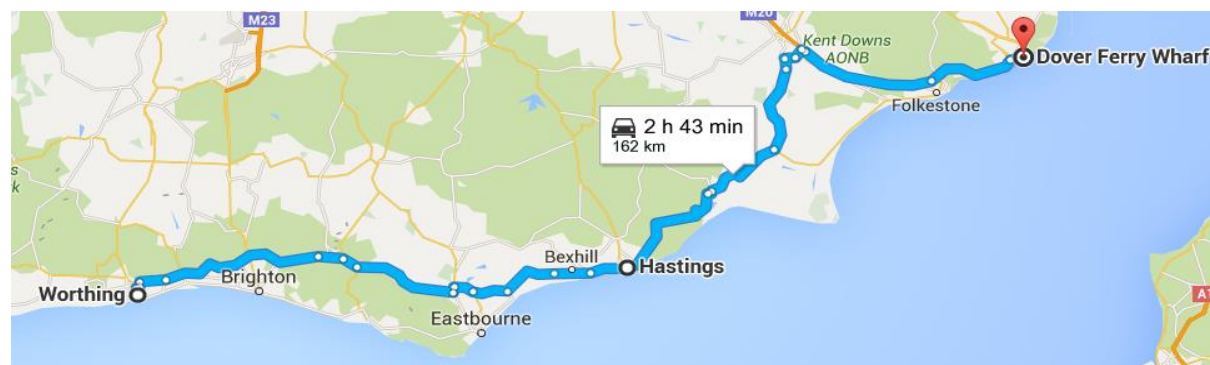 M23
M20
Kent Downs
AONB
Dover Ferry Wharf
Folkestone
2 h 43 min
162 km
Bexhill
Hastings
Brighton
Worthing
Eastbourne